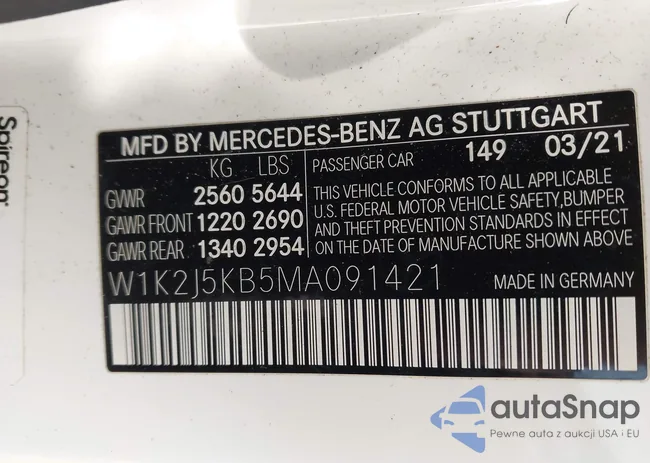 Spireon
MFD BY MERCEDES-BENZ AG STUTTGART
KG LBS PASSENGER CAR 149 03/21
GVWR 2560 5644
GAWR FRONT 1220 2690
GAWR REAR 1340 2954
THIS VEHICLE CONFORMS TO ALL APPLICABLE
U.S. FEDERAL MOTOR VEHICLE SAFETY,BUMPER
AND THEFT PREVENTION STANDARDS IN EFFECT
ON THE DATE OF MANUFACTURE SHOWN ABOVE.
W1K2J5KB5MA091421 MADE IN GERMANY
autaSnap
Pewne auta z aukcji USA i EU